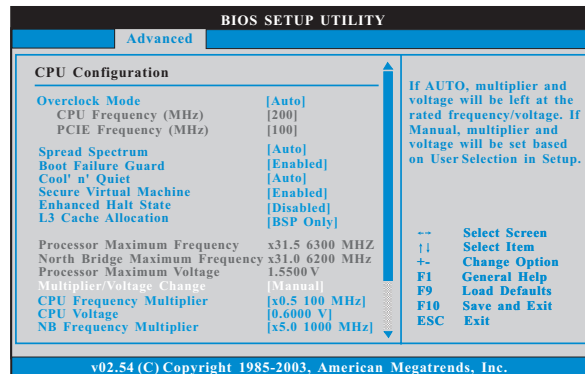 BIOS SETUP UTILITY
Advanced
CPU Configuration
Overclock Mode [Auto]
CPU Frequency (MHz) [200]
PCIE Frequency (MHz) [100]
Spread Spectrum [Auto]
Boot Failure Guard [Enabled]
Cool' n' Quiet [Auto]
Secure Virtual Machine [Enabled]
Enhanced Halt State [Disabled]
L3 Cache Allocation [BSP Only]
Processor Maximum Frequency x31.5 6300 MHZ
North Bridge Maximum Frequency x31.0 6200 MHZ
Processor Maximum Voltage 1.5500 V
Multiplier/Voltage Change [Manual]
CPU Frequency Multiplier [x0.5 100 MHz]
CPU Voltage [0.6000 V]
NB Frequency Multiplier [x5.0 1000 MHz]
If AUTO, multiplier and
voltage will be left at the
rated frequency/voltage. If
Manual, multiplier and
voltage will be set based
on User Selection in Setup.
←→ Select Screen
↑↓ Select Item
+- Change Option
F1 General Help
F9 Load Defaults
F10 Save and Exit
ESC Exit
v02.54 (C) Copyright 1985-2003, American Megatrends, Inc.